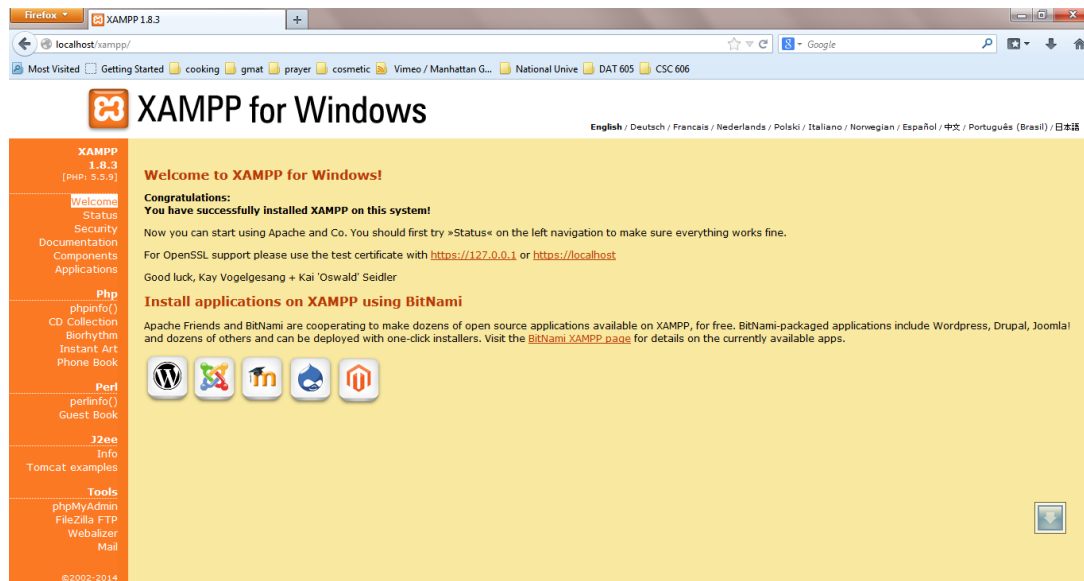 Firefox
XAMPP 1.8.3
localhost/xampp/
Google
Most Visited Getting Started cooking gmat prayer cosmetic Vimeo / Manhattan G... National Unive DAT 605 CSC 606
XAMPP for Windows
English / Deutsch / Francais / Nederlands / Polski / Italiano / Norwegian / Español / 中文 / Português (Brasil) / 日本語
XAMPP
1.8.3
[PHP: 5.5.9]
Welcome
Status
Security
Documentation
Components
Applications
Php
phpinfo()
CD Collection
Biorhythm
Instant Art
Phone Book
Perl
perlinfo()
Guest Book
J2ee
Info
Tomcat examples
Tools
phpMyAdmin
FileZilla FTP
Webalizer
Mail
©2002-2014
Welcome to XAMPP for Windows!
Congratulations:
You have successfully installed XAMPP on this system!
Now you can start using Apache and Co. You should first try »Status« on the left navigation to make sure everything works fine.
For OpenSSL support please use the test certificate with https://127.0.0.1 or https://localhost
Good luck, Kay Vogelgesang + Kai 'Oswald' Seidler
Install applications on XAMPP using BitNami
Apache Friends and BitNami are cooperating to make dozens of open source applications available on XAMPP, for free. BitNami-packaged applications include Wordpress, Drupal, Joomla!
and dozens of others and can be deployed with one-click installers. Visit the BitNami XAMPP page for details on the currently available apps.